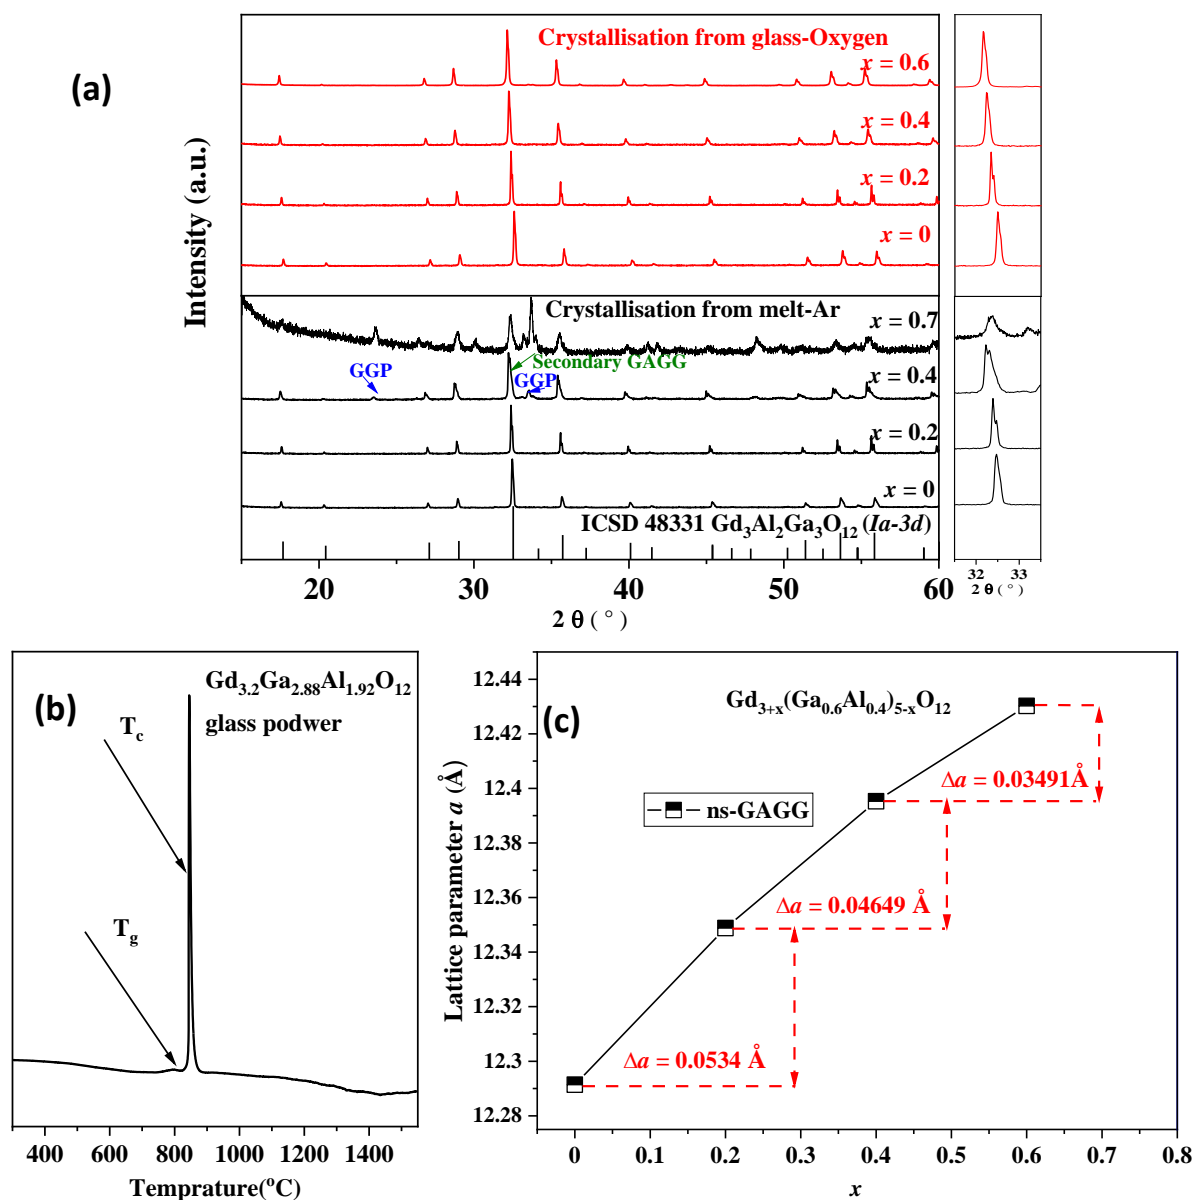 (a)
Intensity (a.u.)
Crystallisation from glass-Oxygen
x = 0.6
x = 0.4
x = 0.2
x = 0
Crystallisation from melt-Ar
x = 0.7
Secondary GAGG
GGP
GGP
x = 0.4
x = 0.2
x = 0
ICSD 48331 Gd3Al2Ga3O12 (Ia-3d)
20 30 40 50 60
2 θ ( ° )
32 33
2 θ ( ° )
(b)
Gd3.2Ga2.88Al1.92O12
glass podwer
Tc
Tg
400 600 800 1000 1200 1400
Temprature(oC)
(c)
Lattice parameter a (Å)
12.44
12.42
12.4
12.39
12.36
12.34
12.32
12.3
12.28
Gd3+x(Ga0.6Al0.4)5-xO12
ns-GAGG
Δa = 0.03491Å
Δa = 0.04649 Å
Δa = 0.0534 Å
0 0.1 0.2 0.3 0.4 0.5 0.6 0.7 0.8
x